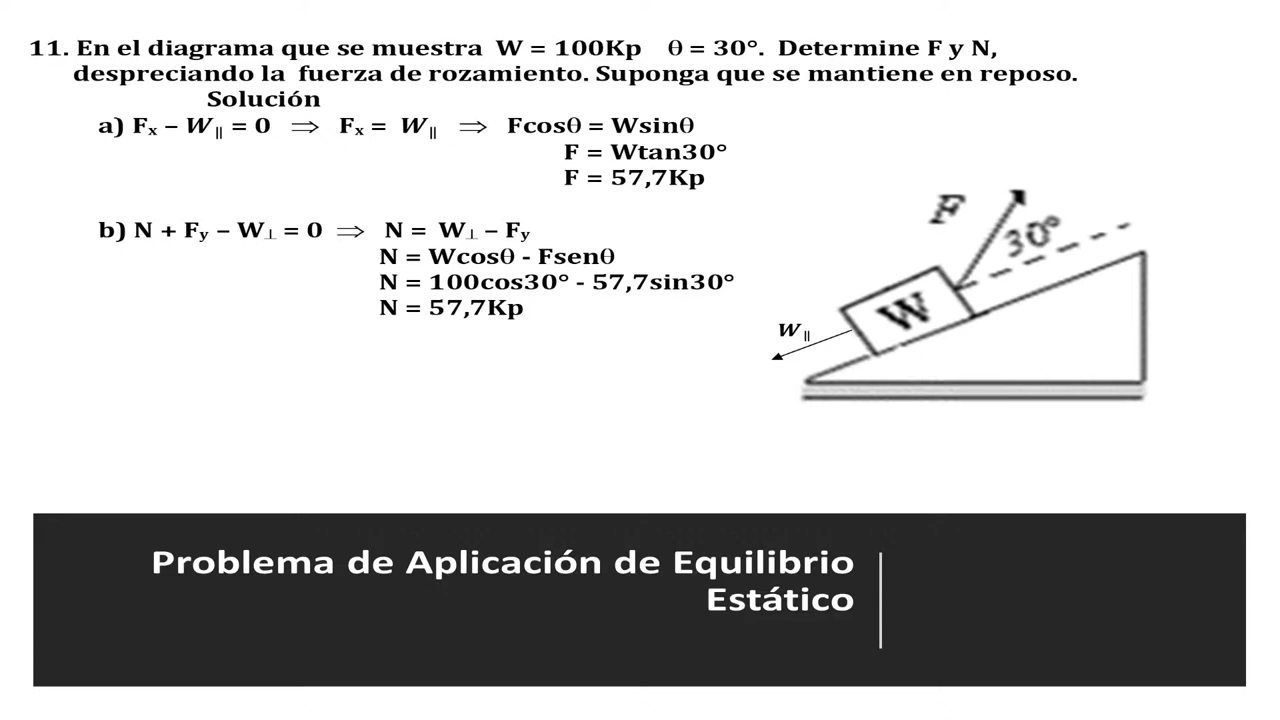 11. En el diagrama que se muestra W = 100Kp θ = 30°. Determine F y N,
despreciando la fuerza de rozamiento. Suponga que se mantiene en reposo.
Solución
a) Fₓ – W∥ = 0 ⇒ Fₓ = W∥ ⇒ Fcosθ = Wsinθ
F = Wtan30°
F = 57,7Kp
b) N + Fy – W⊥ = 0 ⇒ N = W⊥ – Fy
N = Wcosθ - Fsenθ
N = 100cos30° - 57,7sin30°
N = 57,7Kp
F
30°
W
W∥
Problema de Aplicación de Equilibrio
Estático